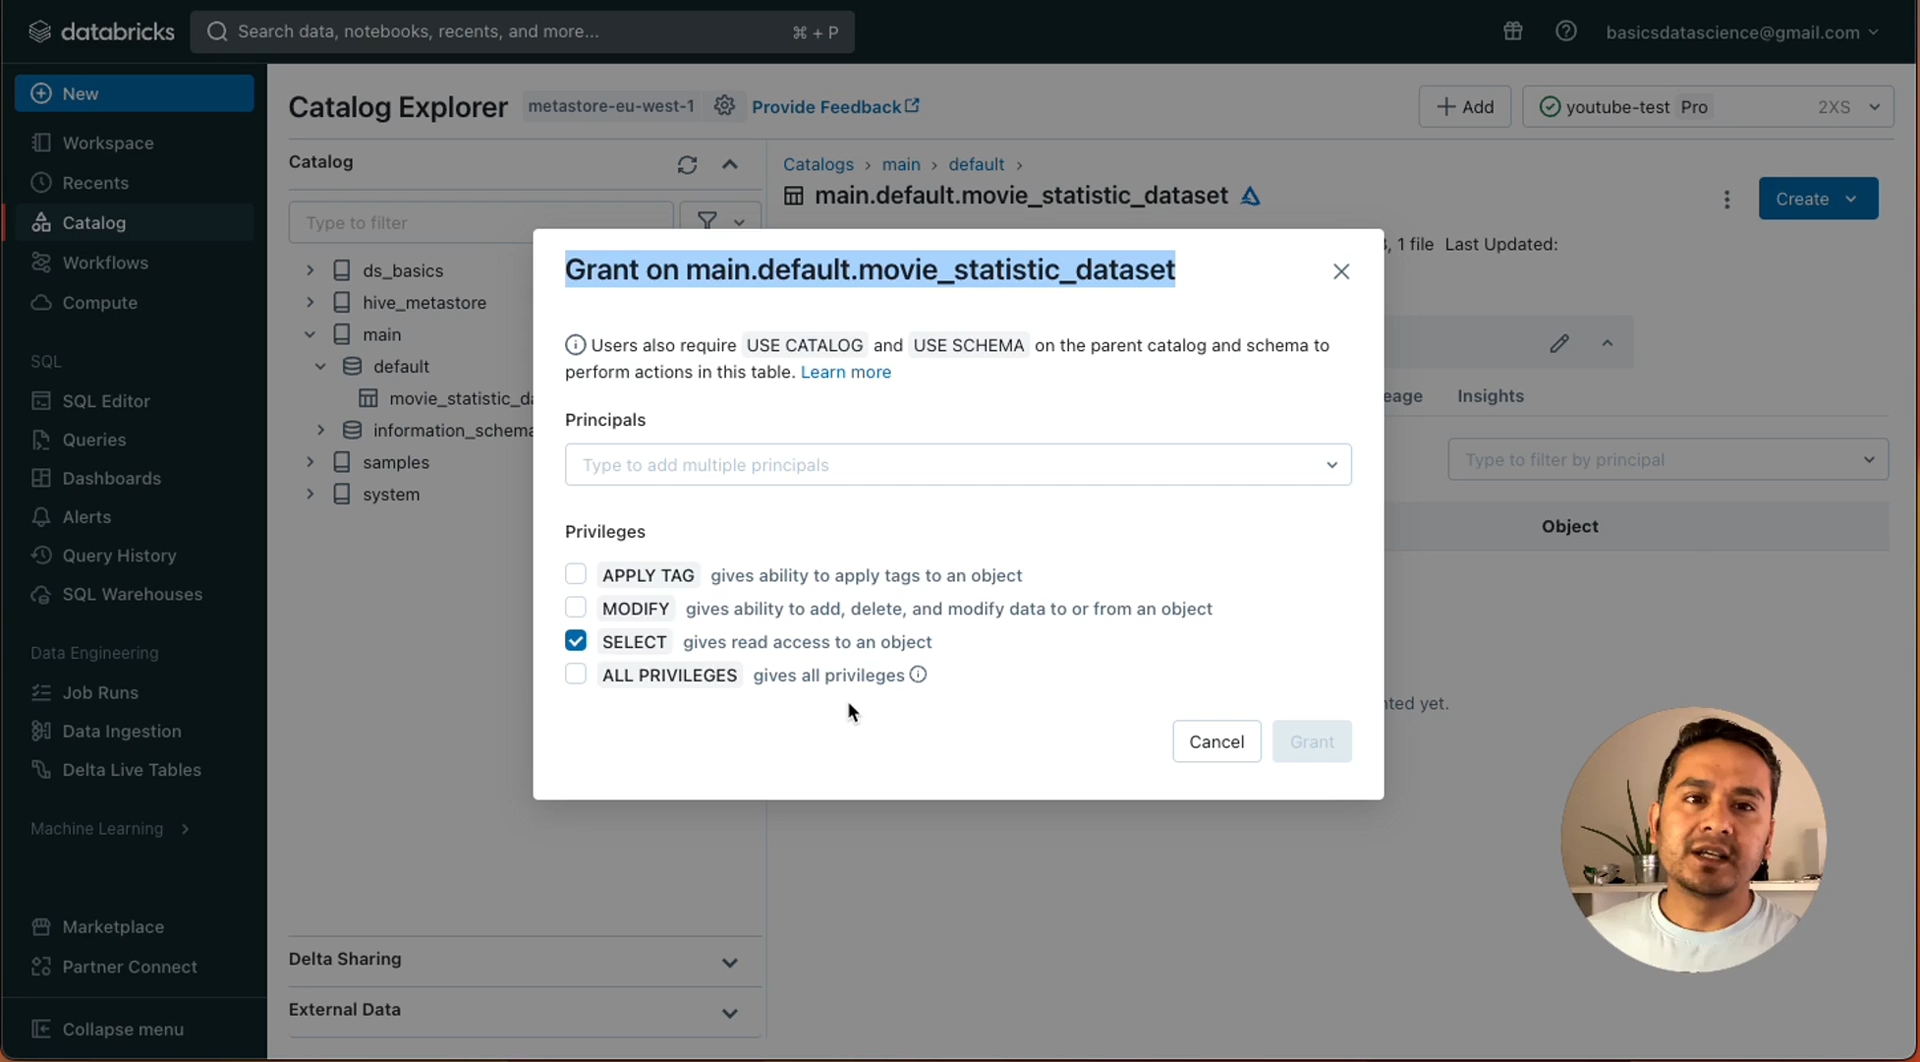 databricks
Search data, notebooks, recents, and more...
⌘ + P
basicsdatascience@gmail.com
New
Workspace
Recents
Catalog
Workflows
Compute
SQL
SQL Editor
Queries
Dashboards
Alerts
Query History
SQL Warehouses
Data Engineering
Job Runs
Data Ingestion
Delta Live Tables
Machine Learning
Marketplace
Partner Connect
Collapse menu
Catalog Explorer
metastore-eu-west-1
Provide Feedback
+ Add
youtube-test Pro
2XS
Catalog
Type to filter
ds_basics
hive_metastore
main
default
movie_statistic_da
information_schema
samples
system
Delta Sharing
External Data
Catalogs > main > default >
main.default.movie_statistic_dataset
Create
, 1 file Last Updated:
eage
Insights
Type to filter by principal
Object
nted yet.
Grant on main.default.movie_statistic_dataset
Users also require USE CATALOG and USE SCHEMA on the parent catalog and schema to
perform actions in this table. Learn more
Principals
Type to add multiple principals
Privileges
APPLY TAG gives ability to apply tags to an object
MODIFY gives ability to add, delete, and modify data to or from an object
SELECT gives read access to an object
ALL PRIVILEGES gives all privileges
Cancel
Grant